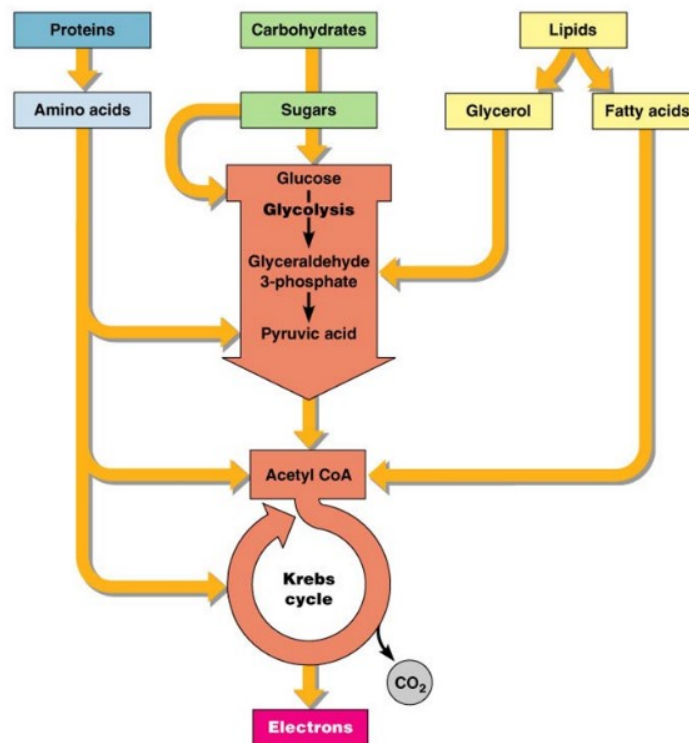 Proteins
Carbohydrates
Lipids
Amino acids
Sugars
Glycerol
Fatty acids
Glucose
Glycolysis
Glyceraldehyde
3-phosphate
Pyruvic acid
Acetyl CoA
Krebs
cycle
CO₂
Electrons